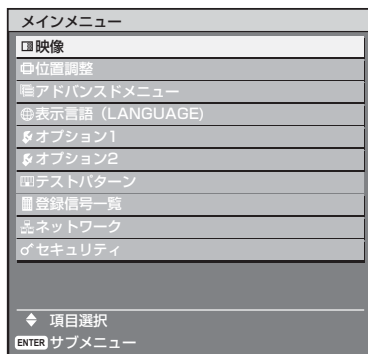 メインメニュー
映像
位置調整
アドバンスドメニュー
表示言語（LANGUAGE)
オプション1
オプション2
テストパターン
登録信号一覧
ネットワーク
セキュリティ
項目選択
ENTER サブメニュー